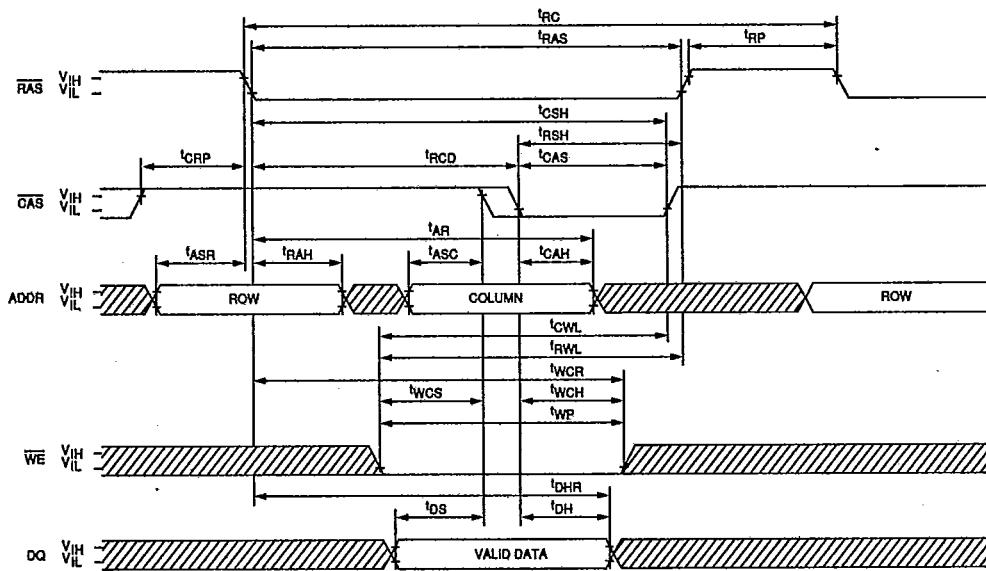 tRC
tRAS
tRP
RAS VIH
VIL
tCSH
tRSH
tCRP
tRCD
tCAS
CAS VIH
VIL
tAR
tASR
tRAH
tASC
tCAH
ADDR VIH
VIL
ROW
COLUMN
ROW
tCWL
tRWL
tWCR
tWCS
tWCH
tWP
WE VIH
VIL
tDHR
tDS
tDH
DQ VIH
VIL
VALID DATA